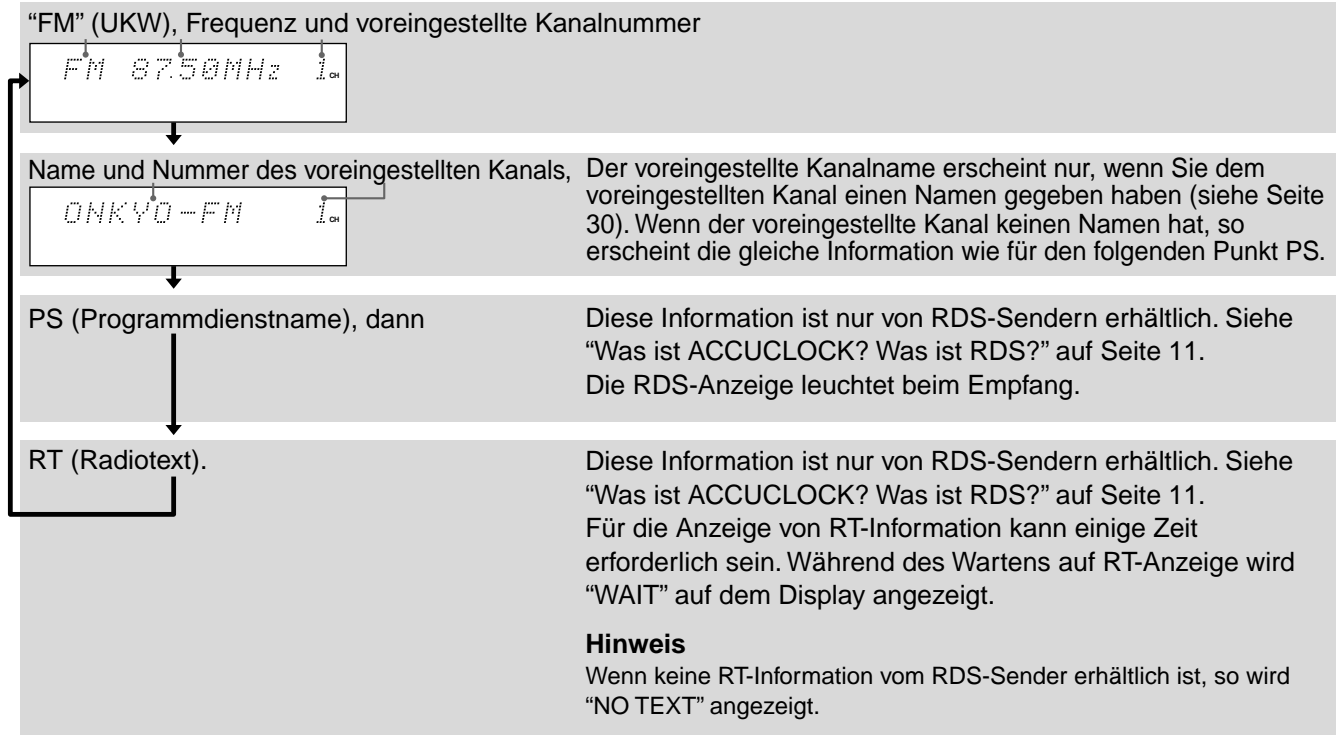 “FM” (UKW), Frequenz und voreingestellte Kanalnummer
FM 87.50MHz 1CH
Name und Nummer des voreingestellten Kanals,
ONKYO-FM 1CH
Der voreingestellte Kanalname erscheint nur, wenn Sie dem
voreingestellten Kanal einen Namen gegeben haben (siehe Seite
30). Wenn der voreingestellte Kanal keinen Namen hat, so
erscheint die gleiche Information wie für den folgenden Punkt PS.
PS (Programmdienstname), dann
Diese Information ist nur von RDS-Sendern erhältlich. Siehe
“Was ist ACCUCLOCK? Was ist RDS?” auf Seite 11.
Die RDS-Anzeige leuchtet beim Empfang.
RT (Radiotext).
Diese Information ist nur von RDS-Sendern erhältlich. Siehe
“Was ist ACCUCLOCK? Was ist RDS?” auf Seite 11.
Für die Anzeige von RT-Information kann einige Zeit
erforderlich sein. Während des Wartens auf RT-Anzeige wird
“WAIT” auf dem Display angezeigt.
Hinweis
Wenn keine RT-Information vom RDS-Sender erhältlich ist, so wird
“NO TEXT” angezeigt.